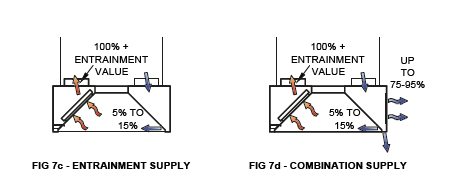 100% +
ENTRAINMENT
VALUE
5% TO
15%
FIG 7c - ENTRAINMENT SUPPLY
100% +
ENTRAINMENT
VALUE
UP
TO
75-95%
5% TO
15%
FIG 7d - COMBINATION SUPPLY